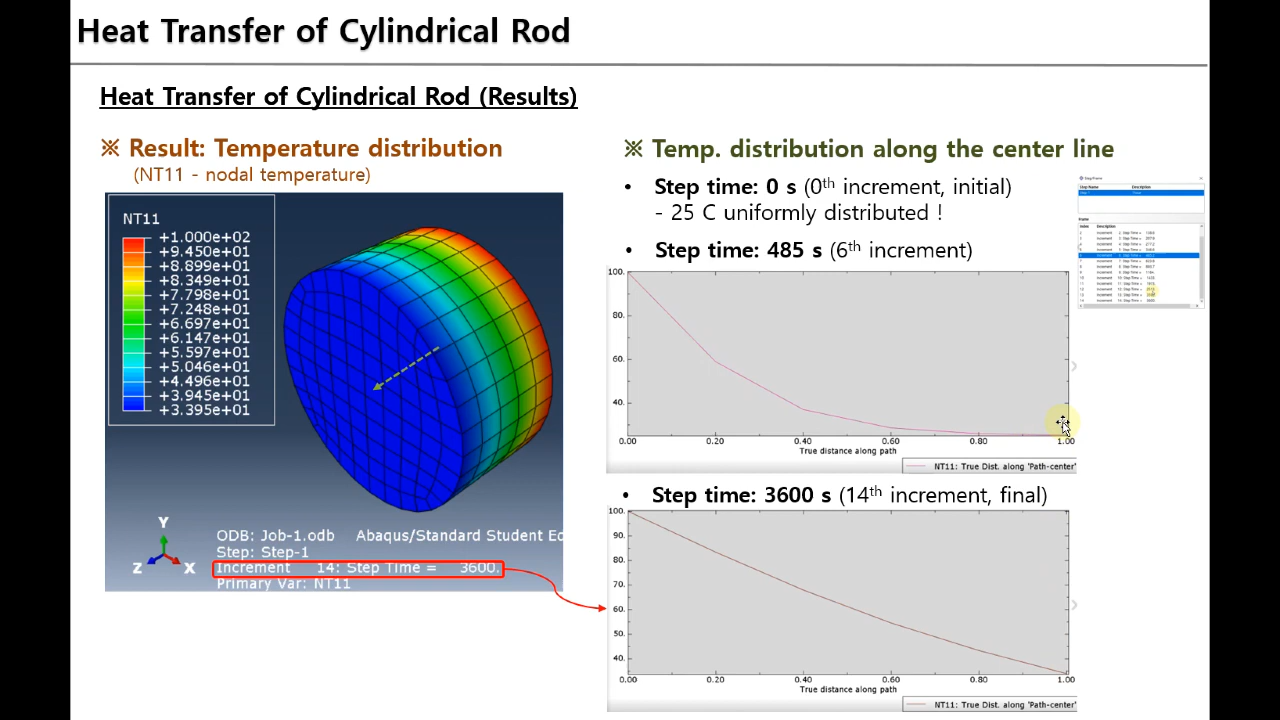 Heat Transfer of Cylindrical Rod
Heat Transfer of Cylindrical Rod (Results)
※ Result: Temperature distribution
(NT11 - nodal temperature)
NT11
+1.000e+02
+9.450e+01
+8.899e+01
+8.349e+01
+7.798e+01
+7.248e+01
+6.697e+01
+6.147e+01
+5.597e+01
+5.046e+01
+4.496e+01
+3.945e+01
+3.395e+01
Y
Z X
ODB: Job-1.odb Abaqus/Standard Student Ed
Step: Step-1
Increment 14: Step Time = 3600.
Primary Var: NT11
※ Temp. distribution along the center line
• Step time: 0 s (0th increment, initial)
- 25 C uniformly distributed !
• Step time: 485 s (6th increment)
100.
80.
60.
40.
0.00 0.20 0.40 0.60 0.80 1.00
True distance along path
NT11: True Dist. along 'Path-center'
• Step time: 3600 s (14th increment, final)
100.
90.
80.
70.
60.
50.
40.
0.00 0.20 0.40 0.60 0.80 1.00
True distance along path
NT11: True Dist. along 'Path-center'
Step/Frame
Step Name Description
Frame
Index Description